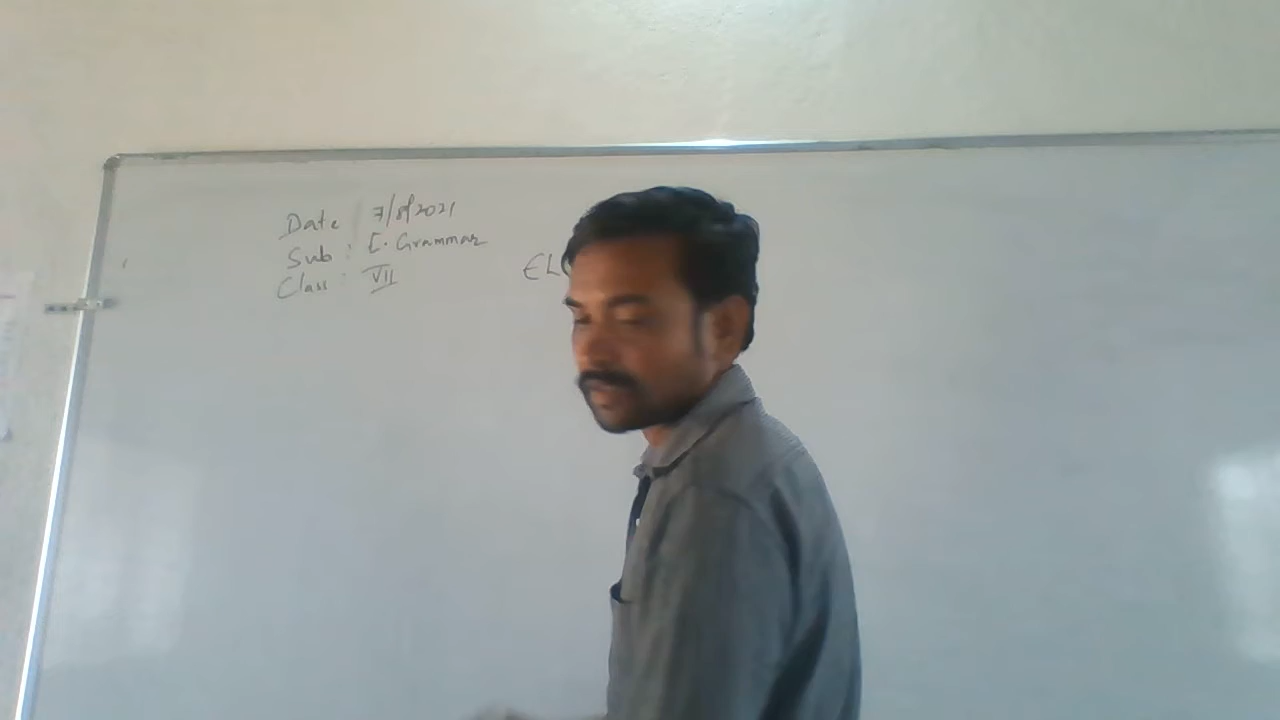 Date : 7/8/2021
Sub : E. Grammar
Class : VII